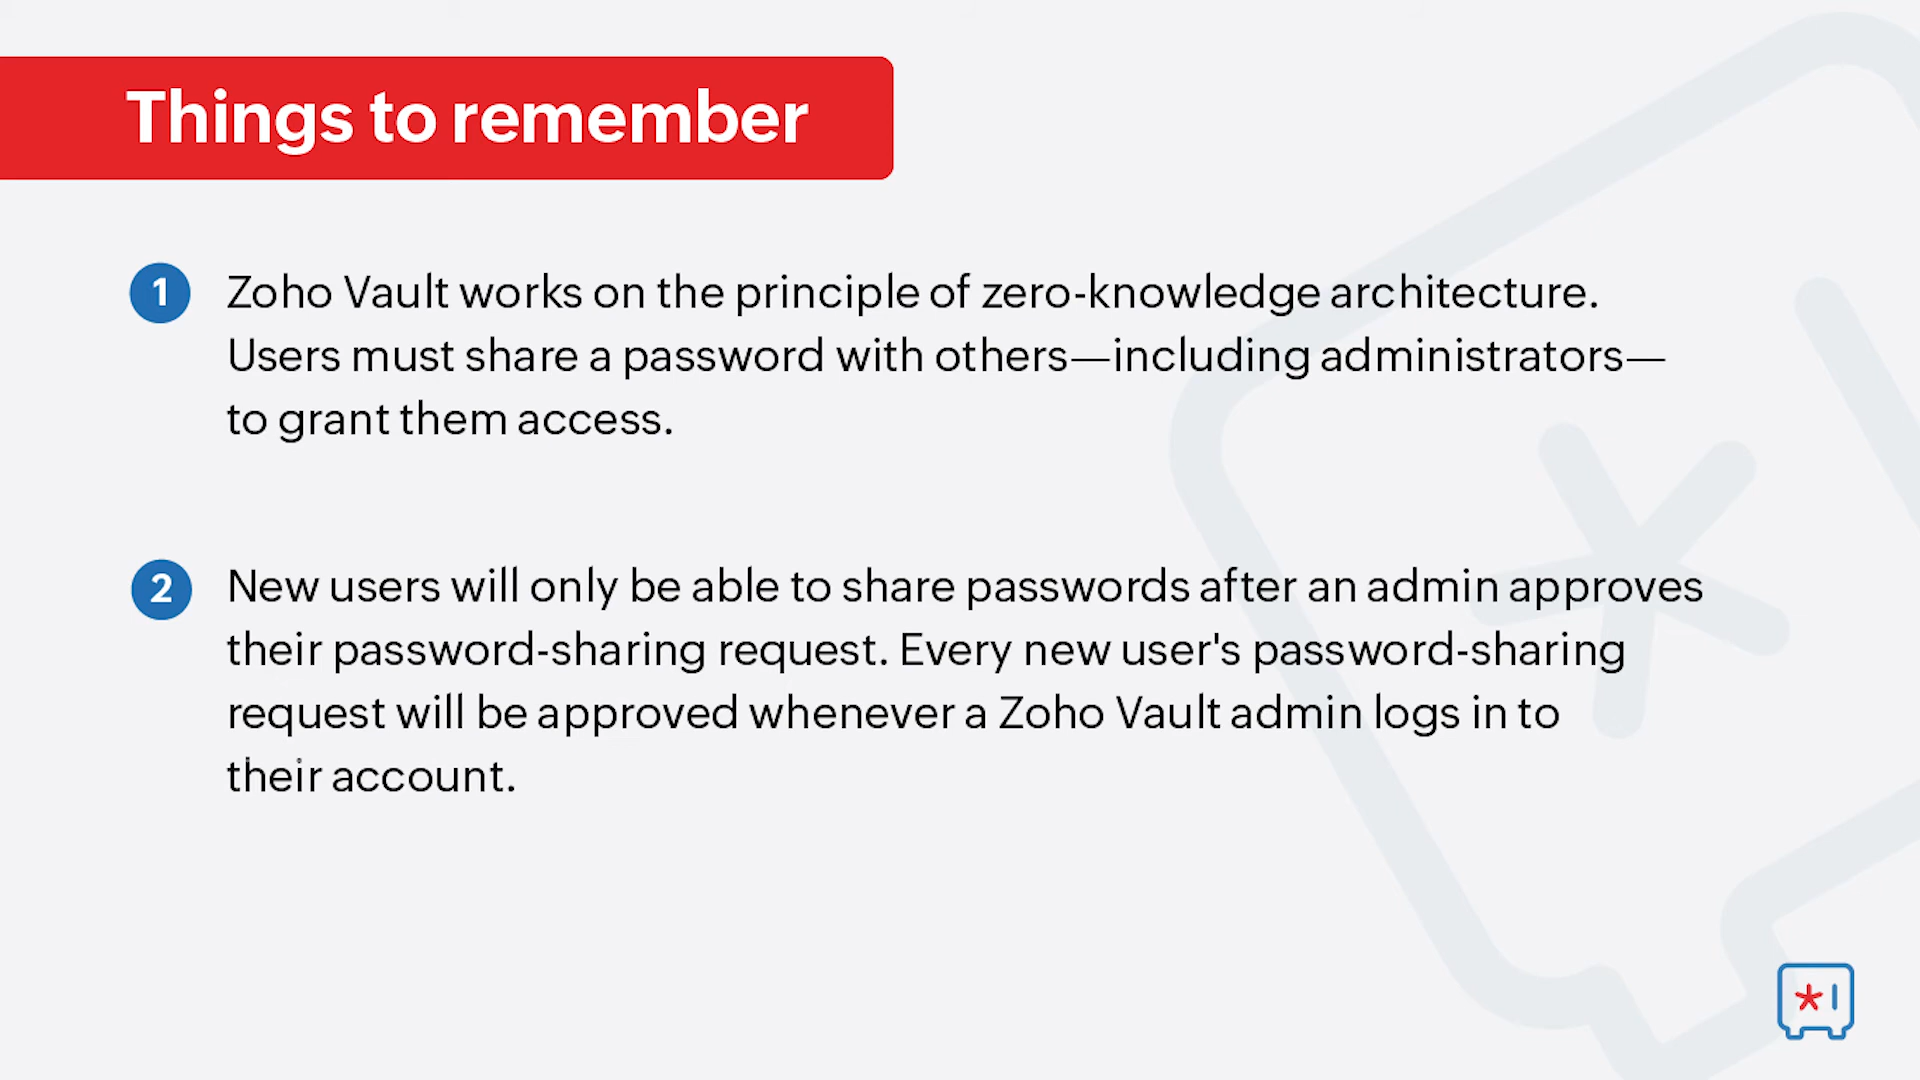 Things to remember
1
Zoho Vault works on the principle of zero-knowledge architecture.
Users must share a password with others—including administrators—
to grant them access.
2
New users will only be able to share passwords after an admin approves
their password-sharing request. Every new user's password-sharing
request will be approved whenever a Zoho Vault admin logs in to
their account.